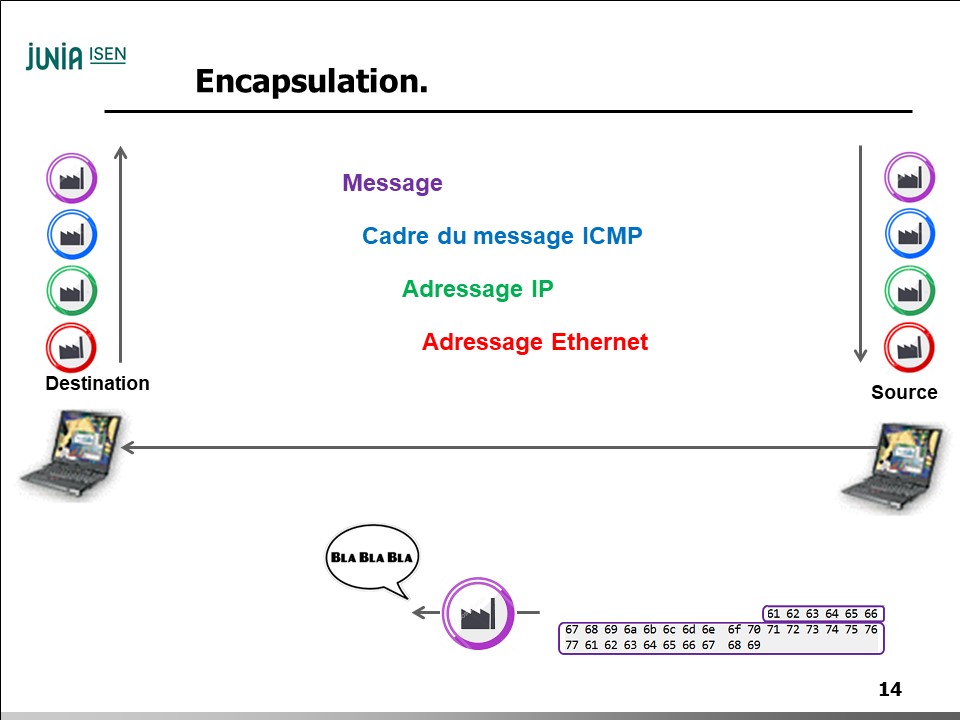 JUNIA ISEN
Encapsulation.
Message
Cadre du message ICMP
Adressage IP
Adressage Ethernet
Destination
Source
BLA BLA BLA
61 62 63 64 65 66
67 68 69 6a 6b 6c 6d 6e 6f 70 71 72 73 74 75 76
77 61 62 63 64 65 66 67 68 69
14